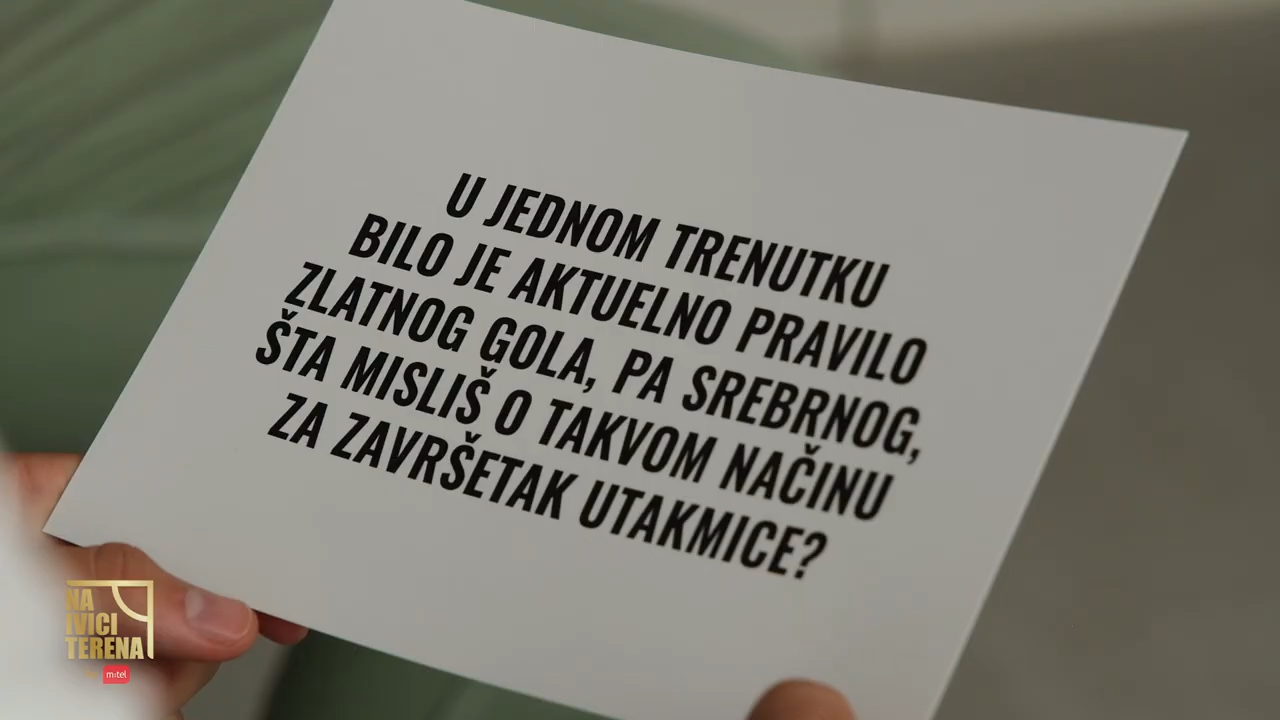 U JEDNOM TRENUTKU
BILO JE AKTUELNO PRAVILO
ZLATNOG GOLA, PA SREBRNOG,
ŠTA MISLIŠ O TAKVOM NAČINU
ZA ZAVRŠETAK UTAKMICE?
NA
IVICI
TERENA
m:tel